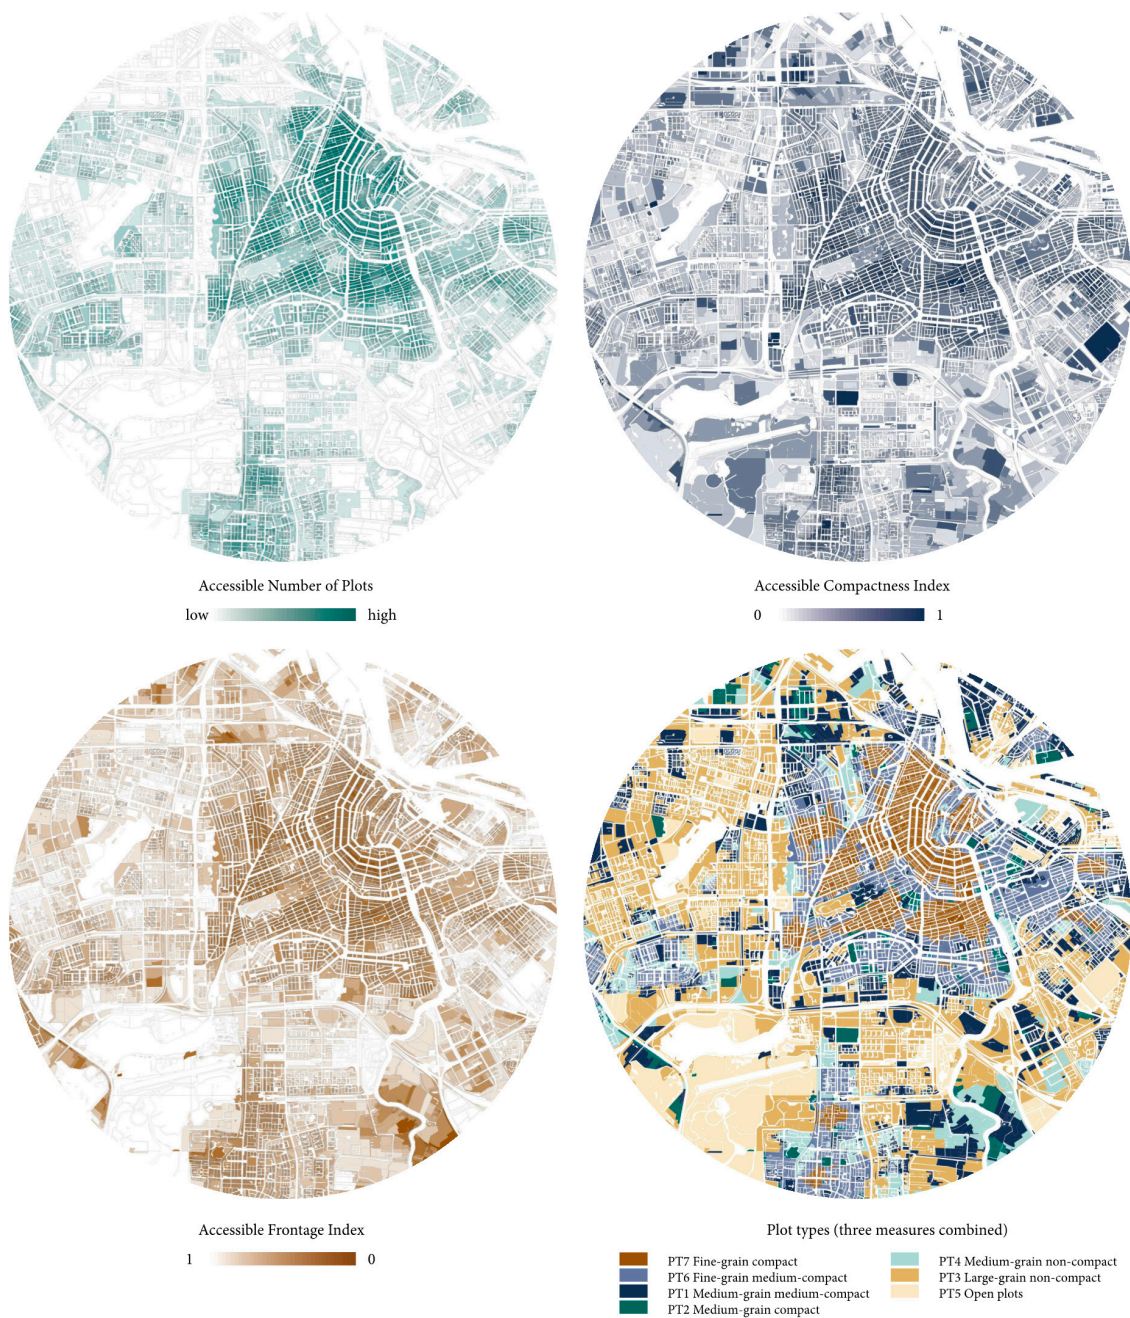 Accessible Number of Plots
low high
Accessible Compactness Index
0 1
Accessible Frontage Index
1 0
Plot types (three measures combined)
PT7 Fine-grain compact
PT6 Fine-grain medium-compact
PT1 Medium-grain medium-compact
PT2 Medium-grain compact
PT4 Medium-grain non-compact
PT3 Large-grain non-compact
PT5 Open plots